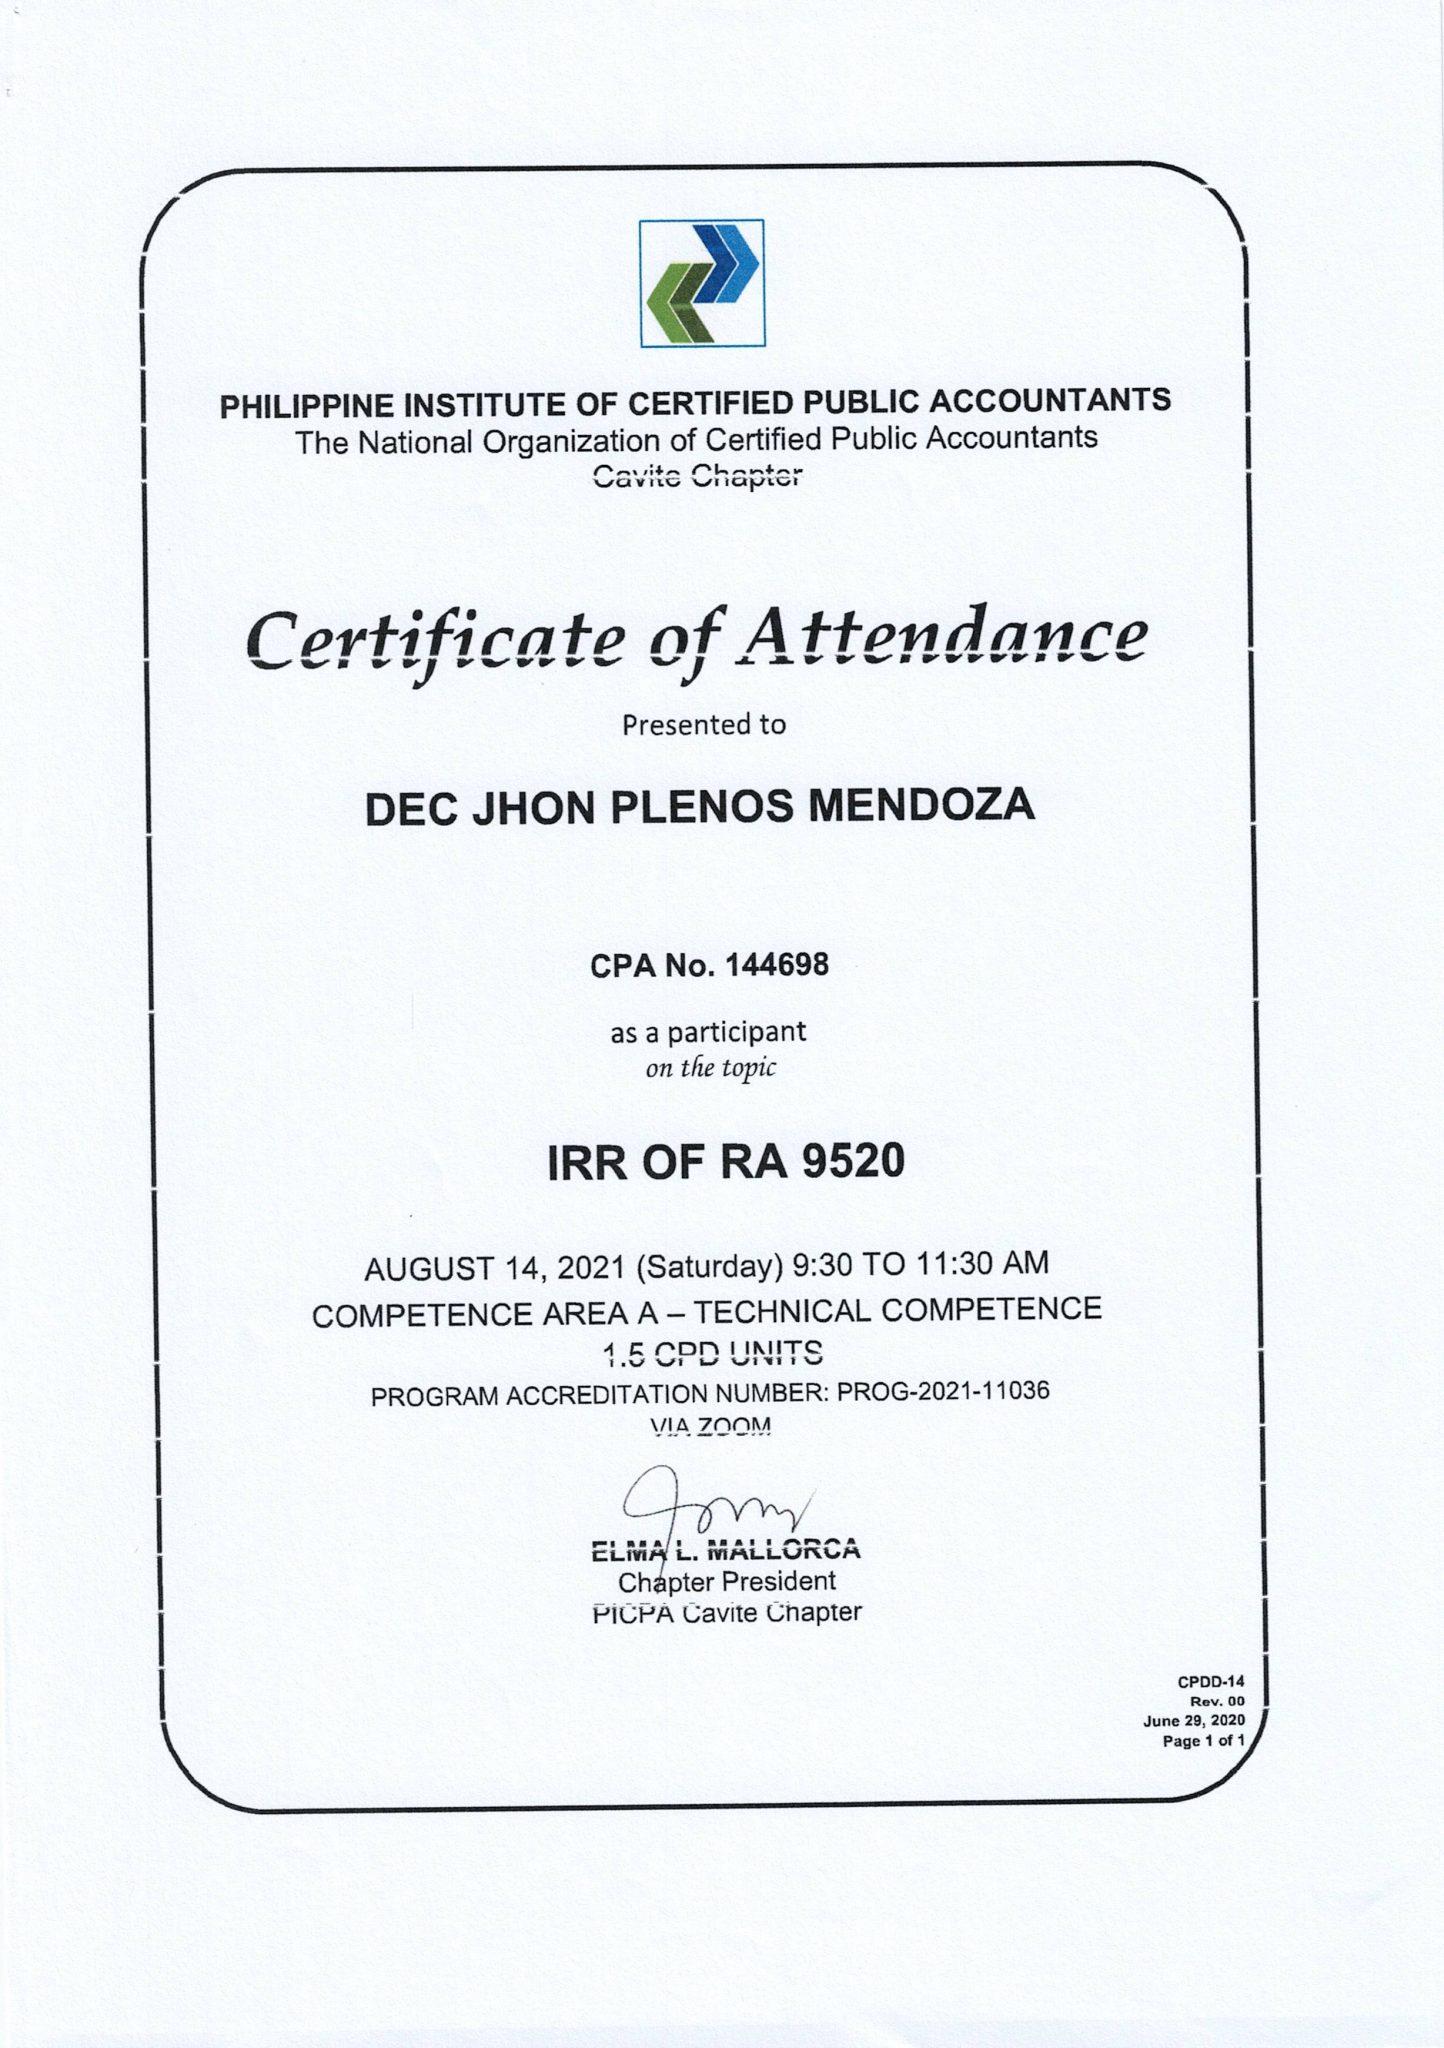 PHILIPPINE INSTITUTE OF CERTIFIED PUBLIC ACCOUNTANTS
The National Organization of Certified Public Accountants
Cavite Chapter
Certificate of Attendance
Presented to
DEC JHON PLENOS MENDOZA
CPA No. 144698
as a participant
on the topic
IRR OF RA 9520
AUGUST 14, 2021 (Saturday) 9:30 TO 11:30 AM
COMPETENCE AREA A – TECHNICAL COMPETENCE
1.5 CPD UNITS
PROGRAM ACCREDITATION NUMBER: PROG-2021-11036
VIA ZOOM
ELMA L. MALLORCA
Chapter President
PICPA Cavite Chapter
CPDD-14
Rev. 00
June 29, 2020
Page 1 of 1